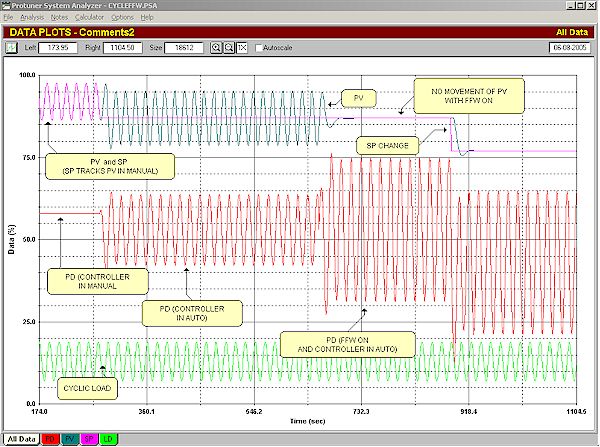 Protuner System Analyzer - CYCLEFFW.PSA
File Analysis Notes Calculator Options Help
DATA PLOTS - Comments2 All Data
Left 173.95 Right 1104.50 Size 18612 1X Autoscale 06-08-2005
100.0
75.0
50.0
25.0
0.0
Data (%)
PV
NO MOVEMENT OF PV
WITH FFW ON
SP CHANGE
PV and SP
(SP TRACKS PV IN MANUAL)
PD (CONTROLLER
IN MANUAL
PD (CONTROLLER
IN AUTO)
PD (FFW ON
AND CONTROLLER IN AUTO)
CYCLIC LOAD
174.0 360.1 546.2 732.3 918.4 1104.5
Time (sec)
All Data PD PV SP LD